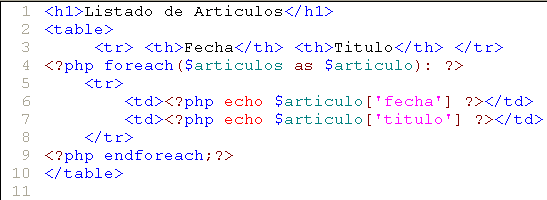 1 <h1>Listado de Articulos</h1>
2 <table>
3 <tr> <th>Fecha</th> <th>Titulo</th> </tr>
4 <?php foreach($articulos as $articulo): ?>
5 <tr>
6 <td><?php echo $articulo['fecha'] ?></td>
7 <td><?php echo $articulo['titulo'] ?></td>
8 </tr>
9 <?php endforeach;?>
10 </table>
11